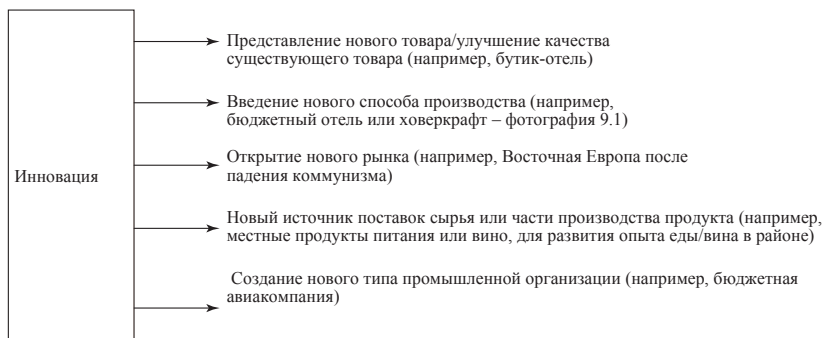 Представление нового товара/улучшение качества
существующего товара (например, бутик-отель)
Введение нового способа производства (например,
бюджетный отель или ховеркрафт – фотография 9.1)
Открытие нового рынка (например, Восточная Европа после
падения коммунизма)
Инновация
Новый источник поставок сырья или части производства продукта (например,
местные продукты питания или вино, для развития опыта еды/вина в районе)
Создание нового типа промышленной организации (например, бюджетная
авиакомпания)